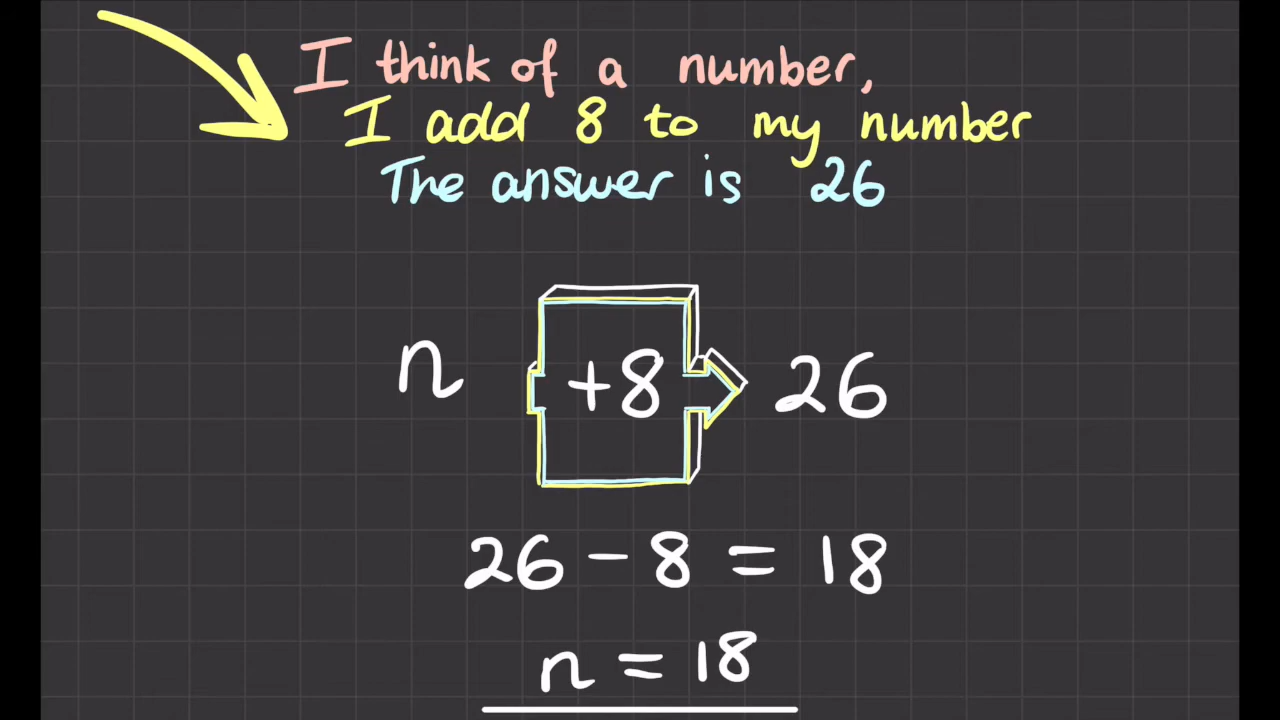 I think of a number,
I add 8 to my number
The answer is 26
n +8 26
26 - 8 = 18
n = 18